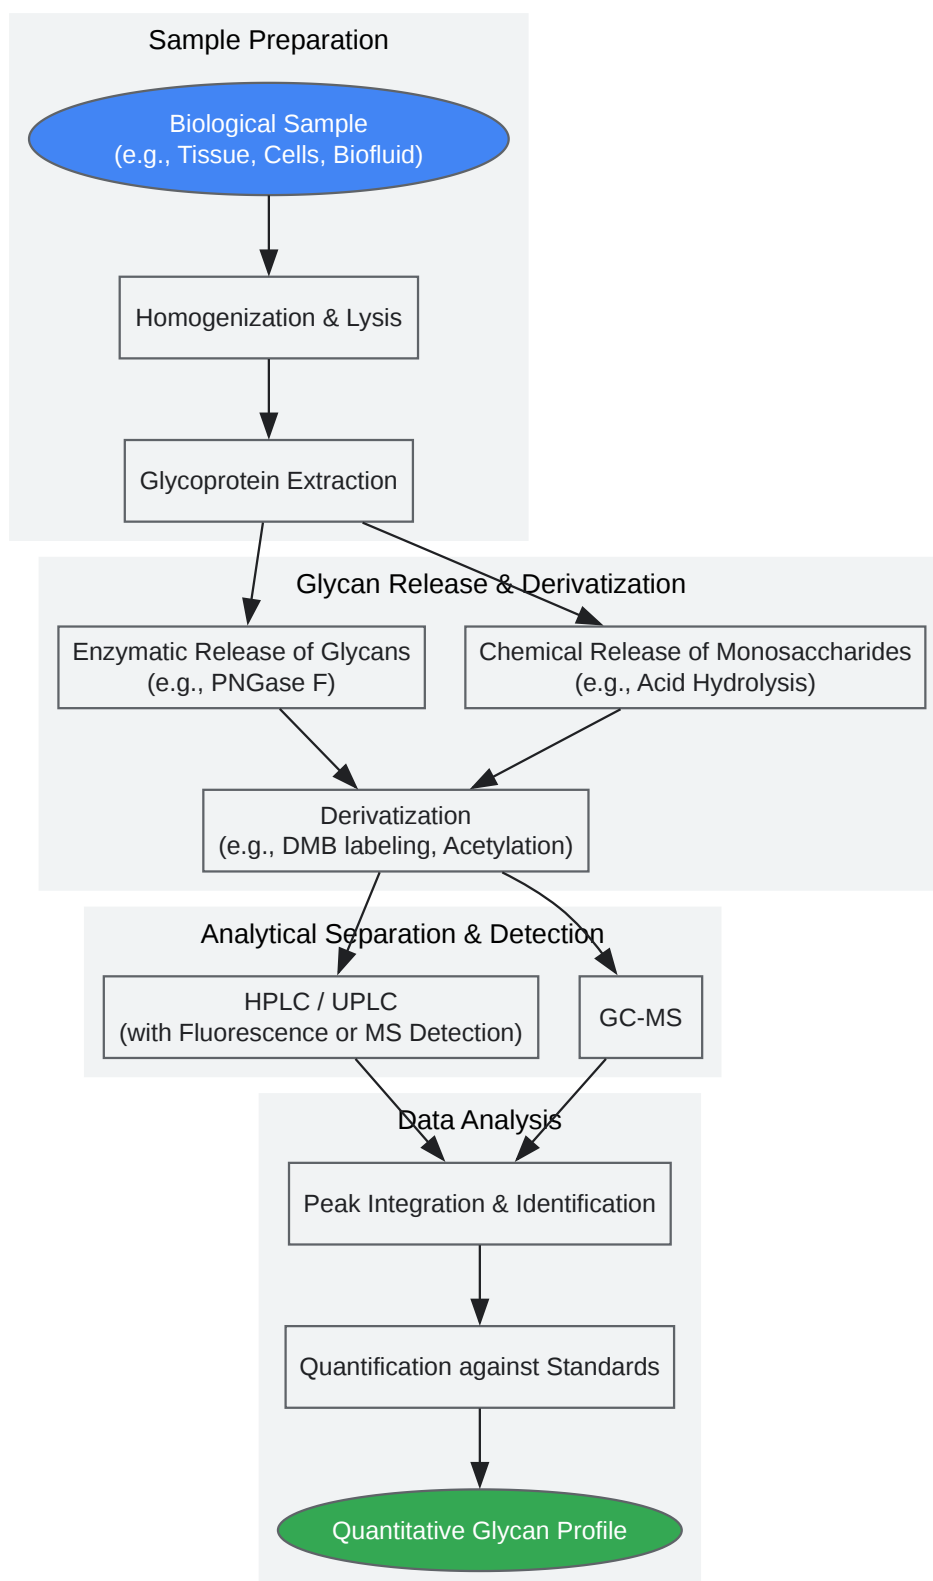 Sample Preparation
Biological Sample
(e.g., Tissue, Cells, Biofluid)
Homogenization & Lysis
Glycoprotein Extraction
Glycan Release & Derivatization
Enzymatic Release of Glycans
(e.g., PNGase F)
Chemical Release of Monosaccharides
(e.g., Acid Hydrolysis)
Derivatization
(e.g., DMB labeling, Acetylation)
Analytical Separation & Detection
HPLC / UPLC
(with Fluorescence or MS Detection)
GC-MS
Data Analysis
Peak Integration & Identification
Quantification against Standards
Quantitative Glycan Profile